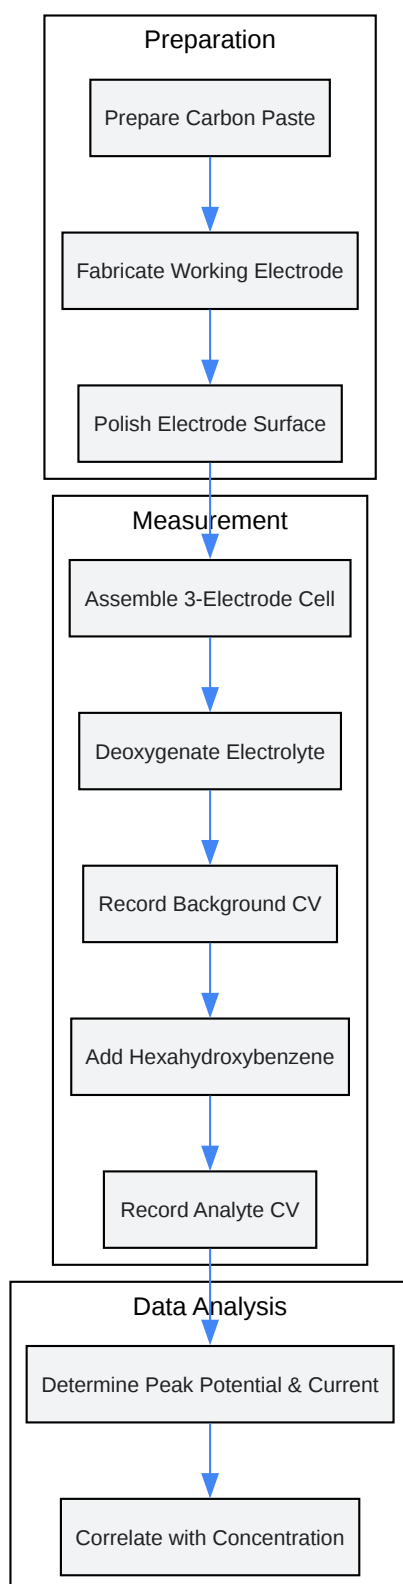 Preparation
Prepare Carbon Paste
Fabricate Working Electrode
Polish Electrode Surface
Measurement
Assemble 3-Electrode Cell
Deoxygenate Electrolyte
Record Background CV
Add Hexahydroxybenzene
Record Analyte CV
Data Analysis
Determine Peak Potential & Current
Correlate with Concentration